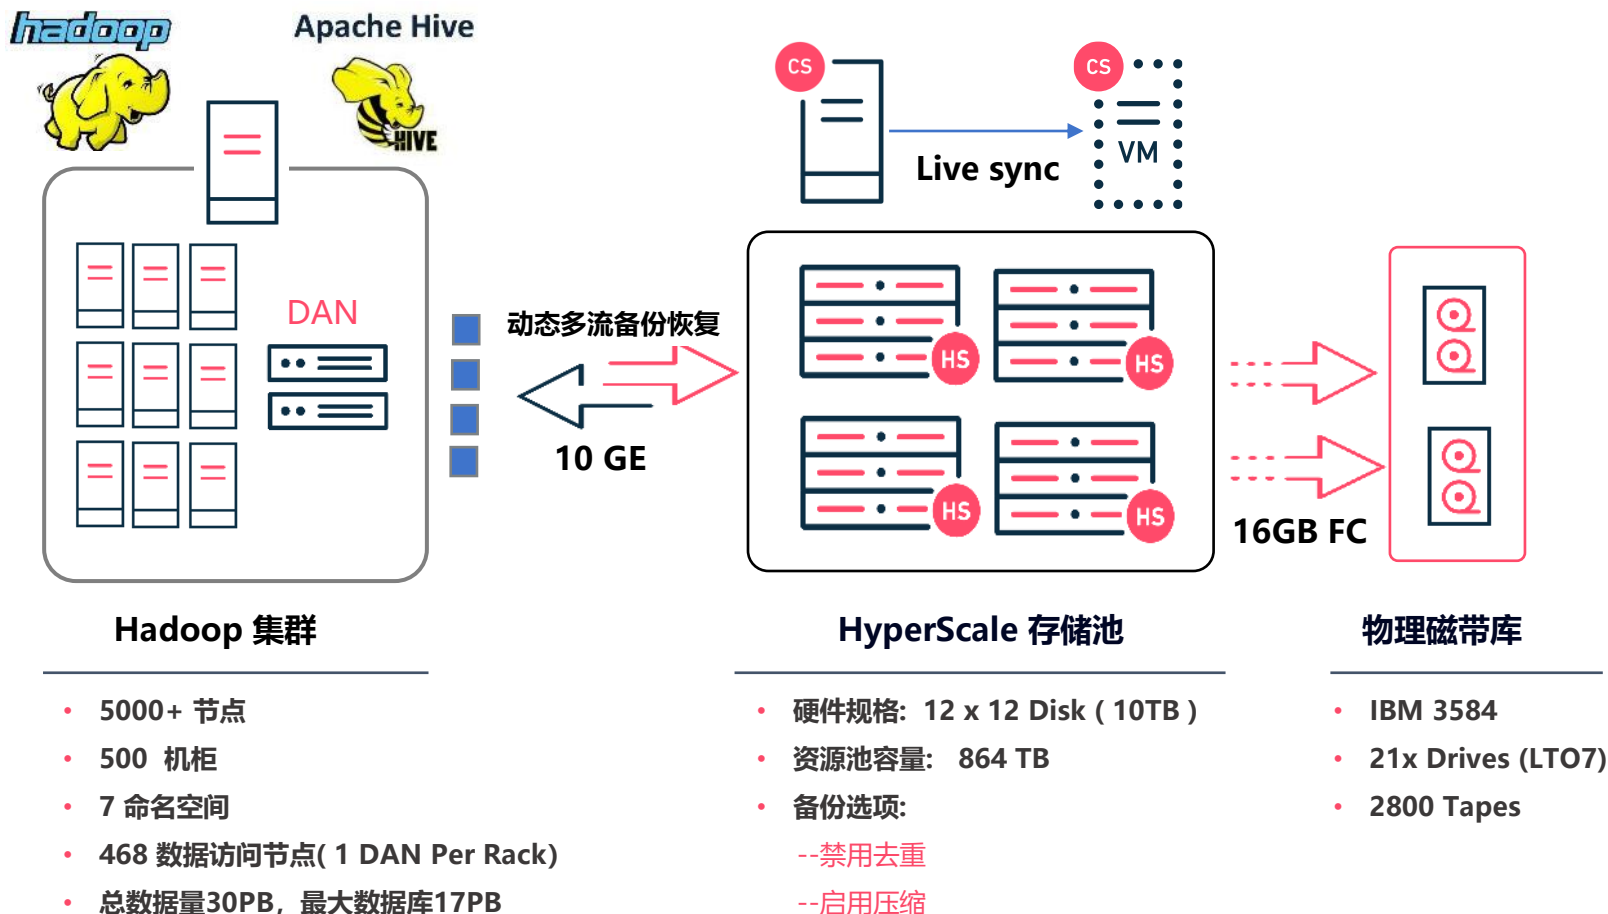 hadoop
Apache Hive
HIVE
CS
CS
VM
Live sync
DAN
动态多流备份恢复
10 GE
HS
HS
HS
HS
16GB FC
Hadoop 集群
5000+ 节点
500 机柜
7 命名空间
468 数据访问节点( 1 DAN Per Rack)
总数据量30PB，最大数据库17PB
HyperScale 存储池
硬件规格: 12 x 12 Disk ( 10TB )
资源池容量: 864 TB
备份选项:
--禁用去重
--启用压缩
物理磁带库
IBM 3584
21x Drives (LTO7)
2800 Tapes